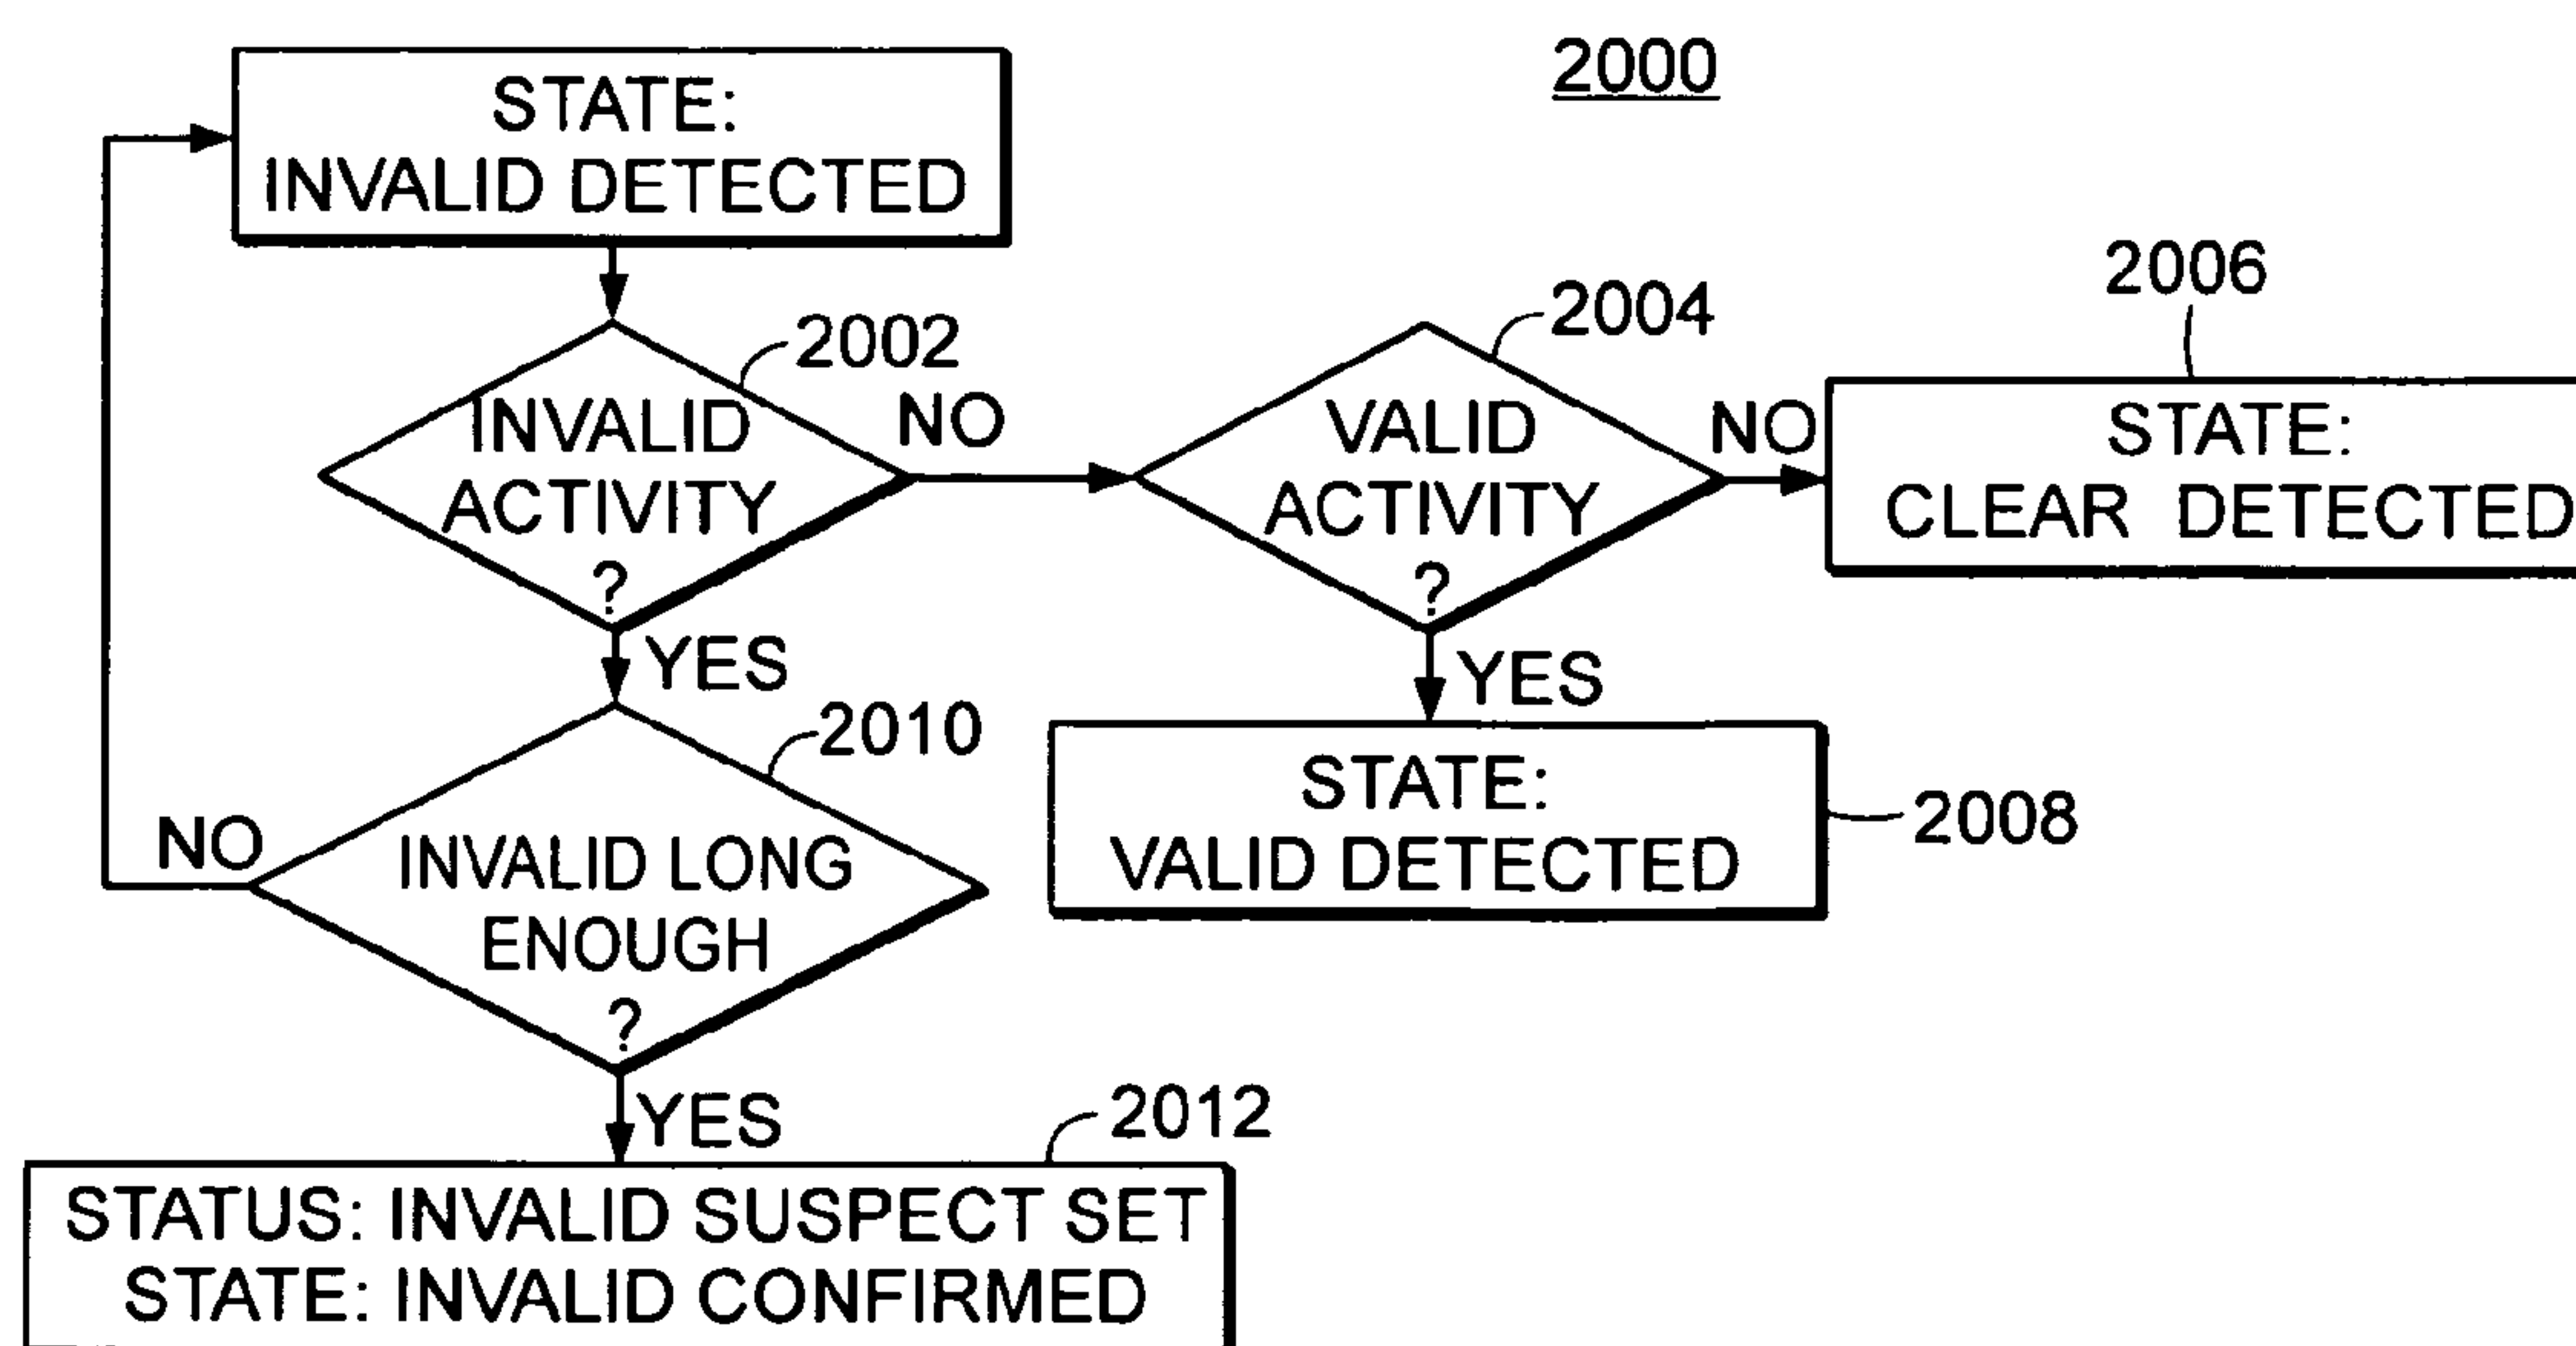 2000
STATE:
INVALID DETECTED
2002
INVALID
ACTIVITY
?
NO
2004
VALID
ACTIVITY
?
NO
2006
STATE:
CLEAR DETECTED
YES
YES
STATE:
VALID DETECTED
2008
2010
INVALID LONG
ENOUGH
?
NO
YES
2012
STATUS: INVALID SUSPECT SET
STATE: INVALID CONFIRMED